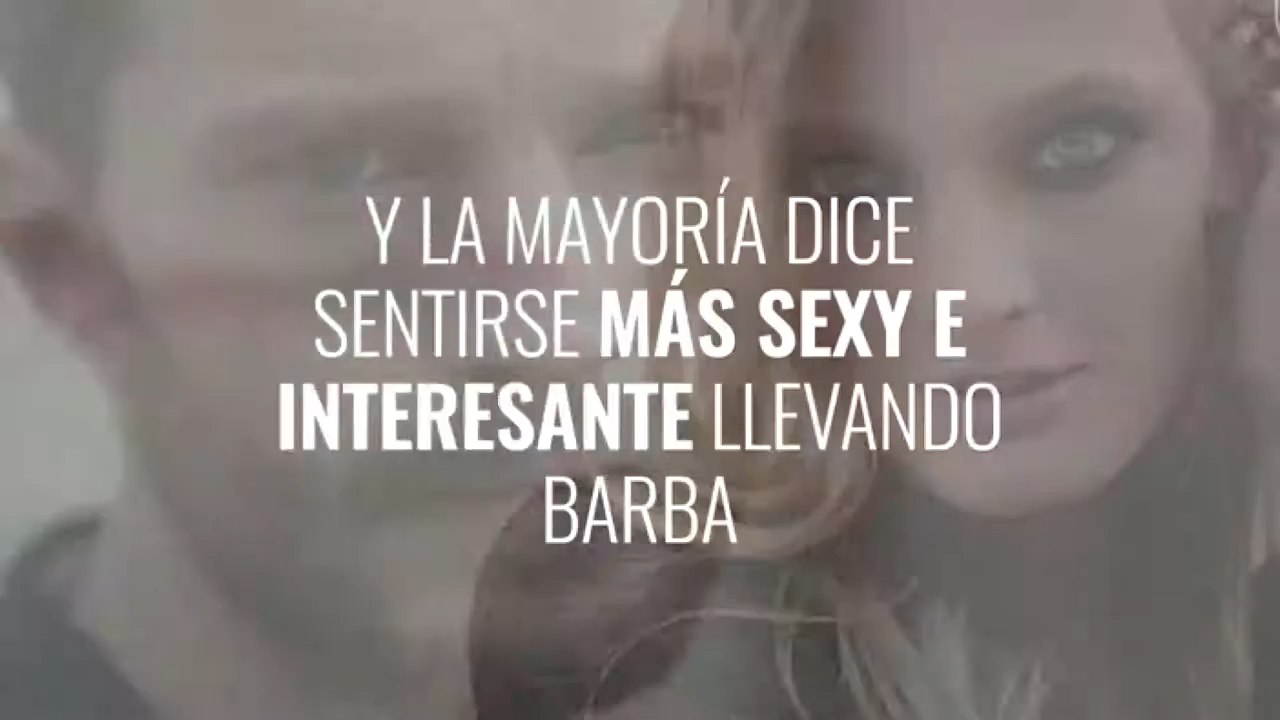 Y LA MAYORÍA DICE
SENTIRSE MÁS SEXY E
INTERESANTE LLEVANDO
BARBA